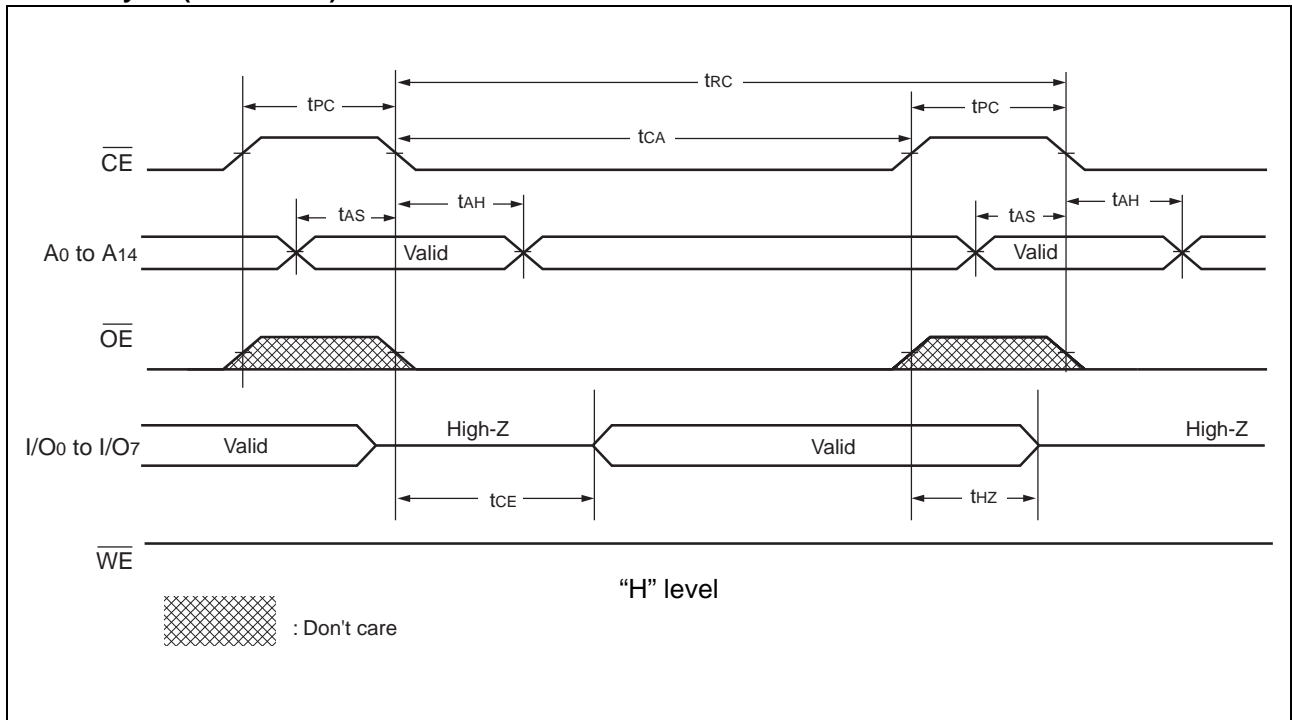 tRC
tPC
tPC
tCA
CE
tAS
tAH
tAS
tAH
A0 to A14
Valid
Valid
OE
I/O0 to I/O7
Valid
High-Z
Valid
High-Z
tCE
tHZ
WE
“H” level
: Don't care